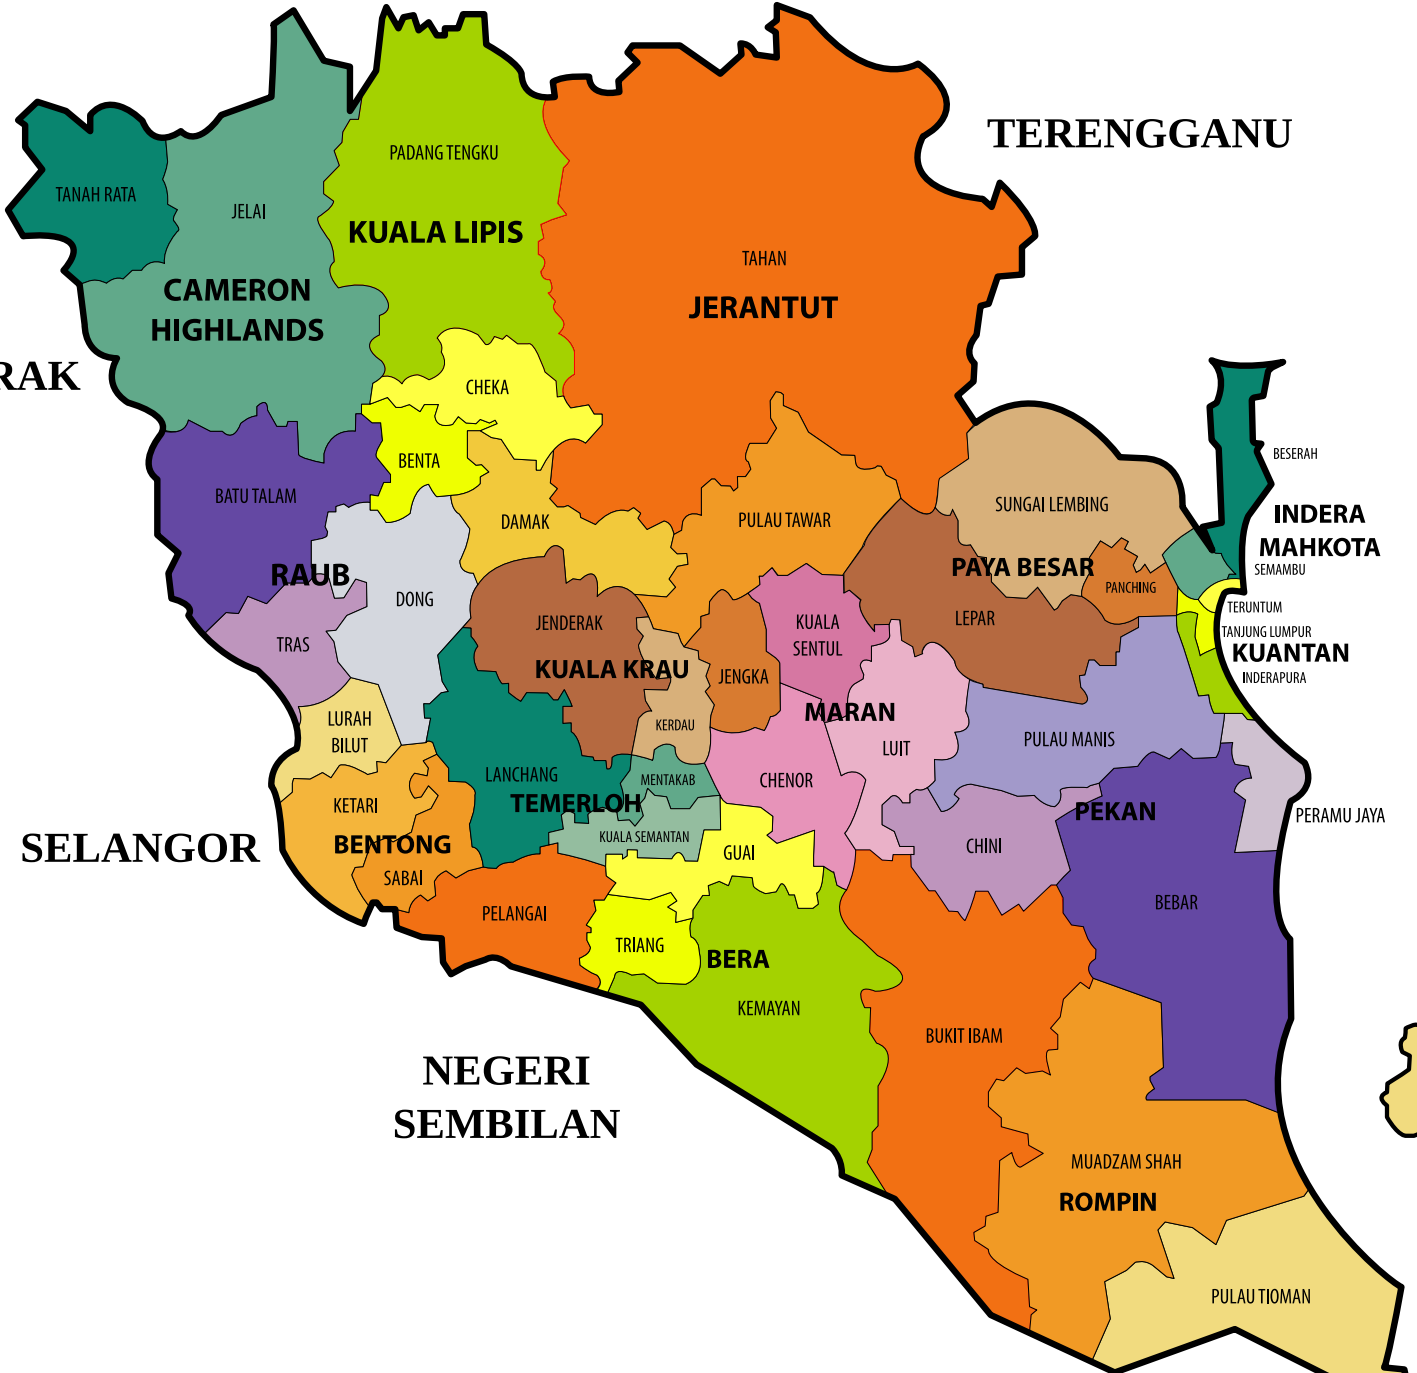 TERENGGANU
PADANG TENGKU
TANAH RATA
JELAI
KUALA LIPIS
TAHAN
CAMERON
HIGHLANDS
JERANTUT
RAK
CHEKA
BENTA
BESERAH
BATU TALAM
SUNGAI LEMBING
DAMAK
PULAU TAWAR
INDERA
MAHKOTA
SEMAMBU
RAUB
PAYA BESAR
PANCHING
DONG
TERUNTUM
JENDERAK
KUALA
SENTUL
LEPAR
TANJUNG LUMPUR
TRAS
KUANTAN
KUALA KRAU
JENGKA
INDERAPURA
LURAH
BILUT
KERDAU
MARAN
LUIT
PULAU MANIS
LANCHANG
MENTAKAB
CHENOR
KETARI
TEMERLOH
PEKAN
PERAMU JAYA
SELANGOR
BENTONG
KUALA SEMANTAN
GUAI
CHINI
SABAI
PELANGAI
BEBAR
TRIANG
BERA
KEMAYAN
BUKIT IBAM
NEGERI
SEMBILAN
MUADZAM SHAH
ROMPIN
PULAU TIOMAN